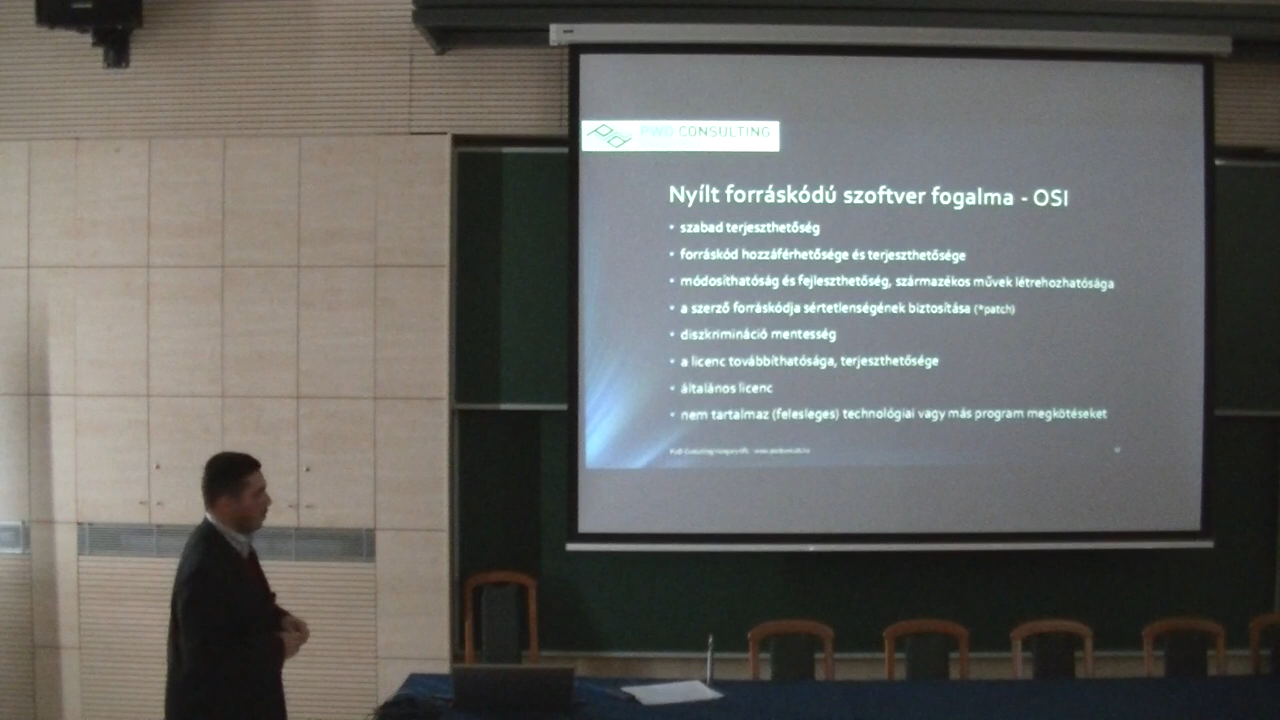 PWD CONSULTING
Nyílt forráskódú szoftver fogalma - OSI
• szabad terjeszthetőség
• forráskód hozzáférhetősége és terjeszthetősége
• módosíthatóság és fejleszthetőség, származékos művek létrehozhatósága
• a szerző forráskódja sértetlenségének biztosítása (*patch)
• diszkrimináció mentesség
• a licenc továbbíthatósága, terjeszthetősége
• általános licenc
• nem tartalmaz (felesleges) technológiai vagy más program megkötéseket